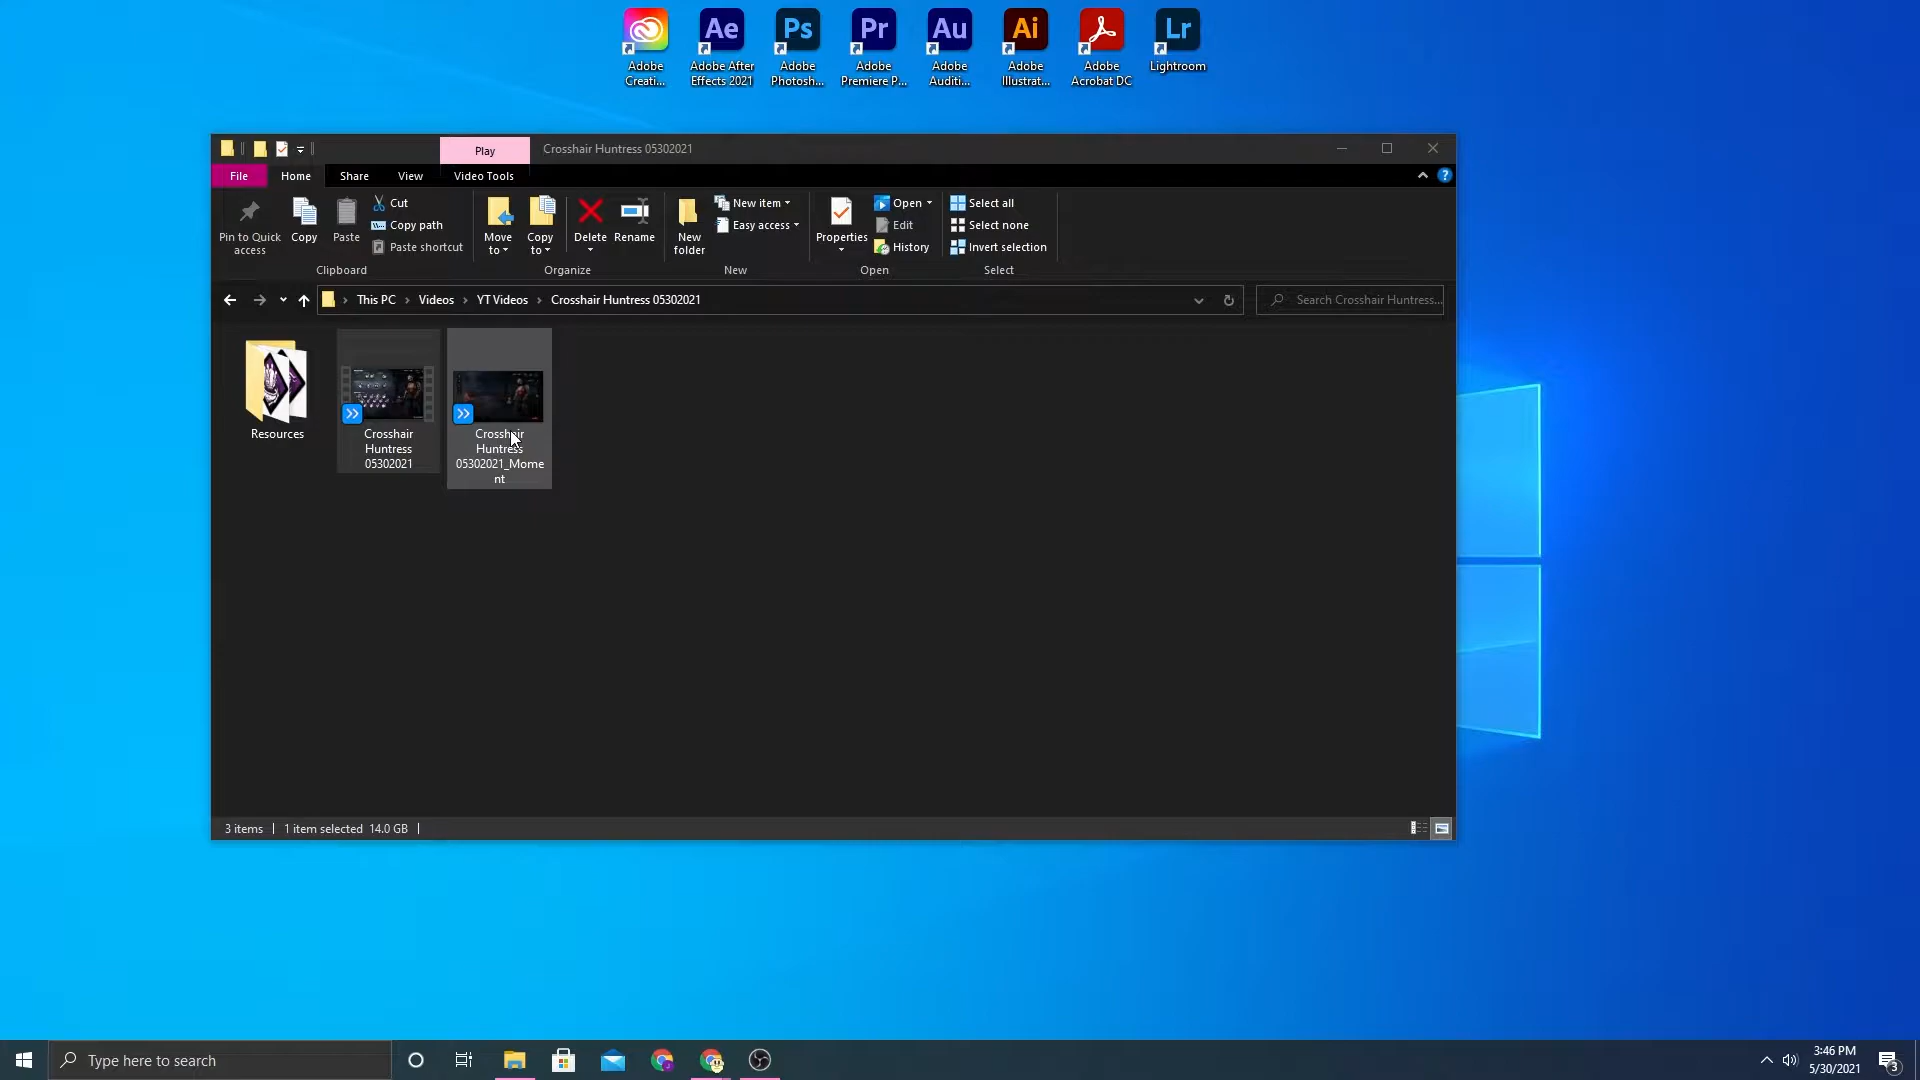 Ae
Ps
Pr
Au
Ai
Lr
Adobe
Creati...
Adobe After
Effects 2021
Adobe
Photosh...
Adobe
Premiere P...
Adobe
Auditi...
Adobe
Illustrat...
Adobe
Acrobat DC
Lightroom
Play
Crosshair Huntress 05302021
File
Home
Share
View
Video Tools
?
Pin to Quick
access
Copy
Paste
Cut
Copy path
Paste shortcut
Clipboard
Move
to
Copy
to
Delete
Rename
Organize
New
folder
New item
Easy access
New
Properties
Open
Edit
History
Open
Select all
Select none
Invert selection
Select
This PC > Videos > YT Videos > Crosshair Huntress 05302021
Search Crosshair Huntress...
Resources
Crosshair
Huntress
05302021
Crosshair
Huntress
05302021_Mome
nt
3 items | 1 item selected 14.0 GB |
Type here to search
3:46 PM
5/30/2021
3